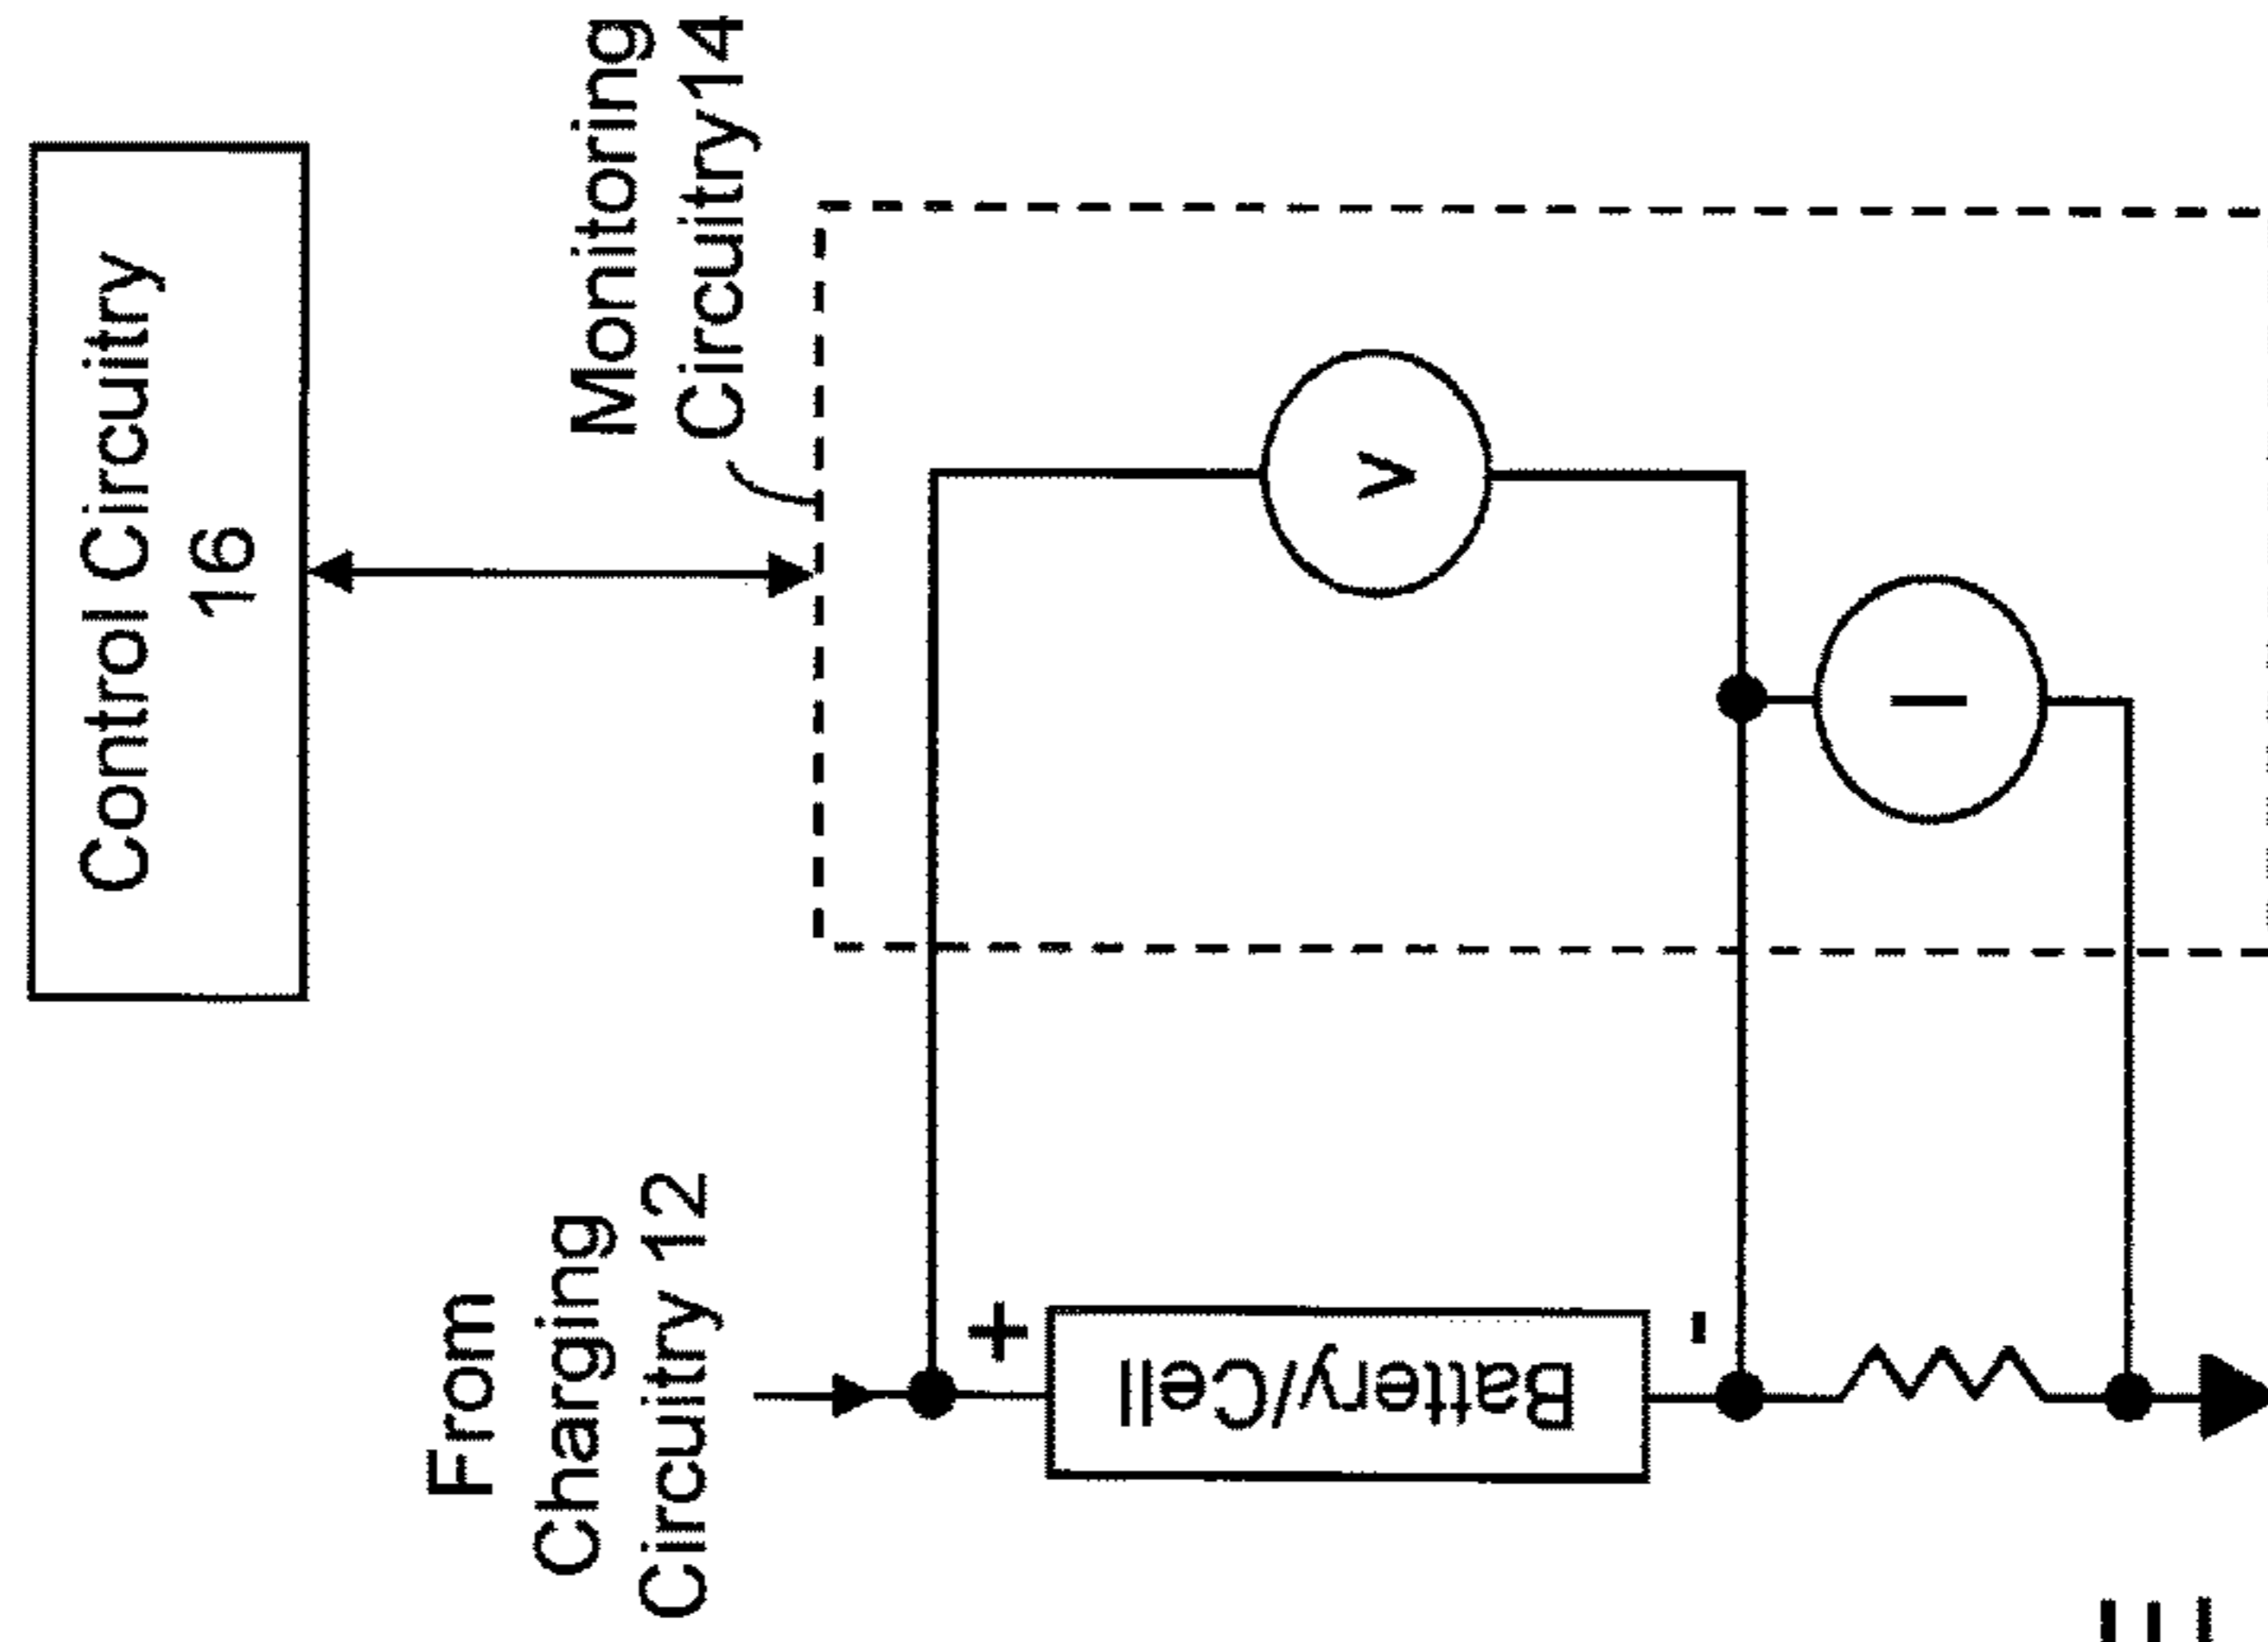 Control Circuitry
16
Monitoring
Circuitry14
From
Charging
Circuitry 12
+
V
Battery/Cell
-
I